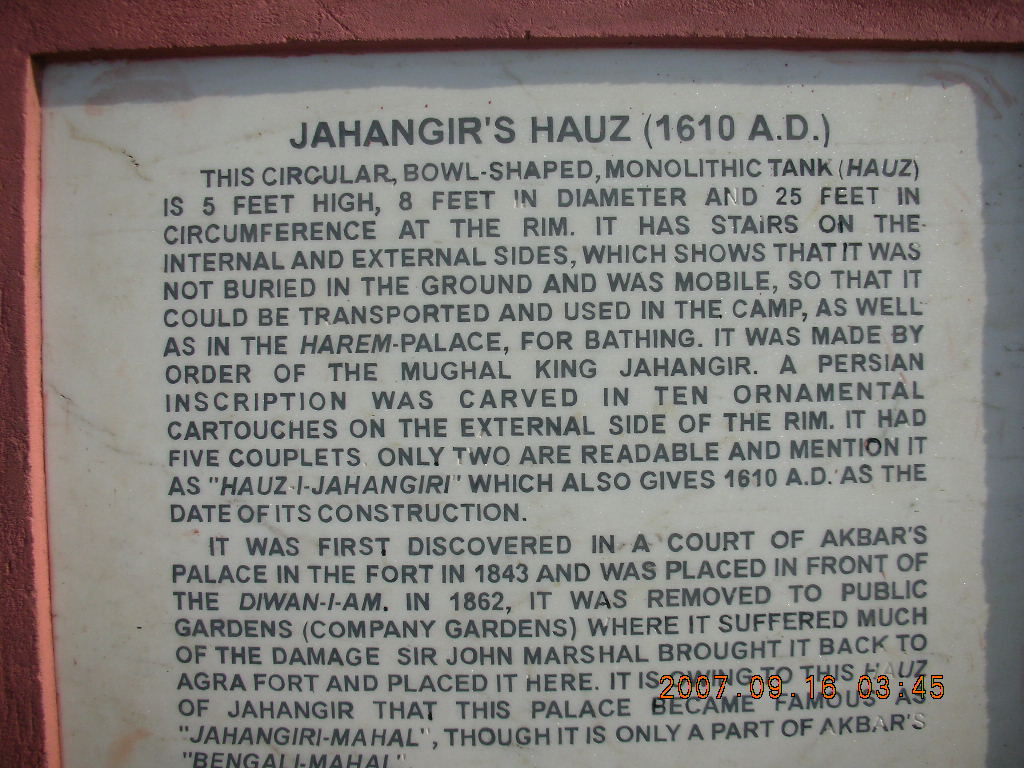 JAHANGIR'S HAUZ (1610 A.D.)
THIS CIRCULAR, BOWL-SHAPED, MONOLITHIC TANK (HAUZ)
IS 5 FEET HIGH, 8 FEET IN DIAMETER AND 25 FEET IN
CIRCUMFERENCE AT THE RIM. IT HAS STAIRS ON THE
INTERNAL AND EXTERNAL SIDES, WHICH SHOWS THAT IT WAS
NOT BURIED IN THE GROUND AND WAS MOBILE, SO THAT IT
COULD BE TRANSPORTED AND USED IN THE CAMP, AS WELL
AS IN THE HAREM-PALACE, FOR BATHING. IT WAS MADE BY
ORDER OF THE MUGHAL KING JAHANGIR. A PERSIAN
INSCRIPTION WAS CARVED IN TEN ORNAMENTAL
CARTOUCHES ON THE EXTERNAL SIDE OF THE RIM. IT HAD
FIVE COUPLETS ONLY TWO ARE READABLE AND MENTION IT
AS "HAUZ-I-JAHANGIRI" WHICH ALSO GIVES 1610 A.D. AS THE
DATE OF ITS CONSTRUCTION.
IT WAS FIRST DISCOVERED IN A COURT OF AKBAR'S
PALACE IN THE FORT IN 1843 AND WAS PLACED IN FRONT OF
THE DIWAN-I-AM. IN 1862, IT WAS REMOVED TO PUBLIC
GARDENS (COMPANY GARDENS) WHERE IT SUFFERED MUCH
OF THE DAMAGE SIR JOHN MARSHAL BROUGHT IT BACK TO
AGRA FORT AND PLACED IT HERE. IT IS OWING TO THIS HAUZ
OF JAHANGIR THAT THIS PALACE BECAME FAMOUS AS
"JAHANGIRI-MAHAL", THOUGH IT IS ONLY A PART OF AKBAR'S
"BENGALI-MAHAL"
2007.09.16 03:45